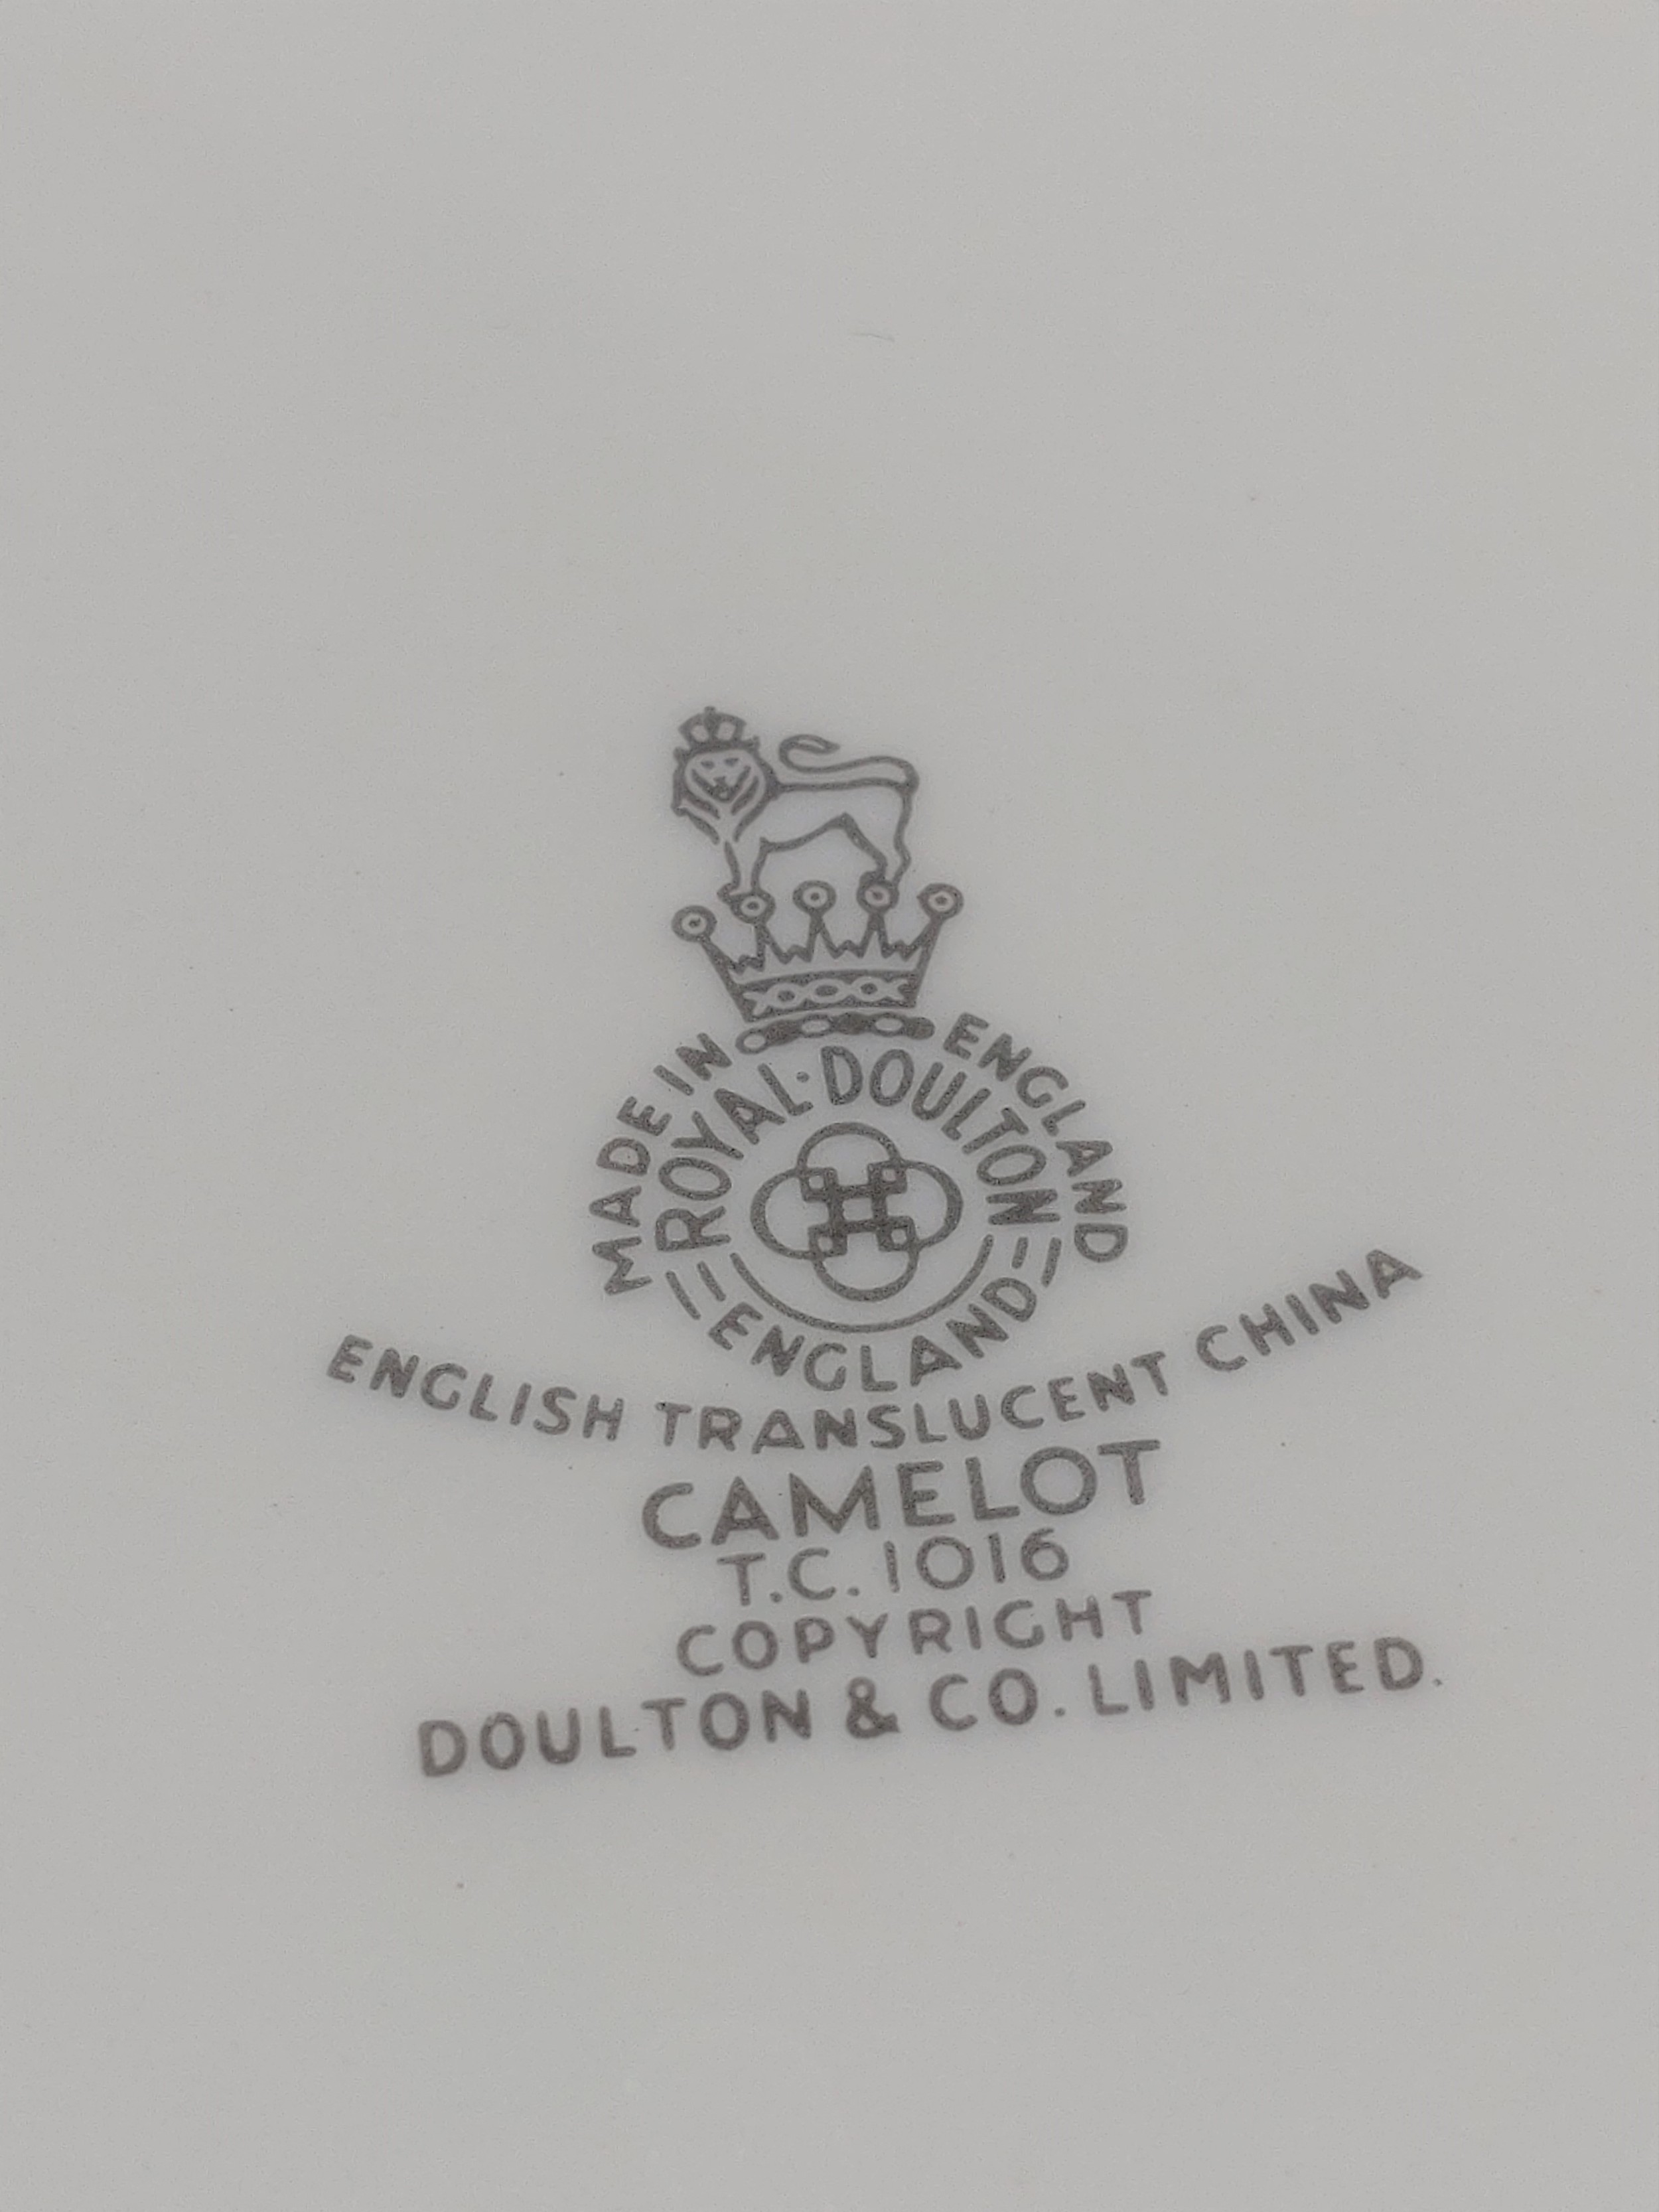 MADE IN ENGLAND
ROYAL·DOULTON
ENGLAND
ENGLISH TRANSLUCENT CHINA
CAMELOT
T.C. 1016
COPYRIGHT
DOULTON & CO. LIMITED.